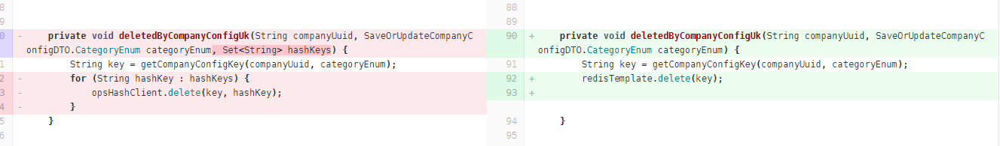 8
9
0 - private void deletedByCompanyConfigUk(String companyUuid, SaveOrUpdateCompanyC
onfigDTO.CategoryEnum categoryEnum, Set<String> hashKeys) {
1 String key = getCompanyConfigKey(companyUuid, categoryEnum);
2 - for (String hashKey : hashKeys) {
3 - opsHashClient.delete(key, hashKey);
4 - }
5 }
6
88
89
90 + private void deletedByCompanyConfigUk(String companyUuid, SaveOrUpdateCompanyC
onfigDTO.CategoryEnum categoryEnum) {
91 String key = getCompanyConfigKey(companyUuid, categoryEnum);
92 + redisTemplate.delete(key);
93 +
94 }
95